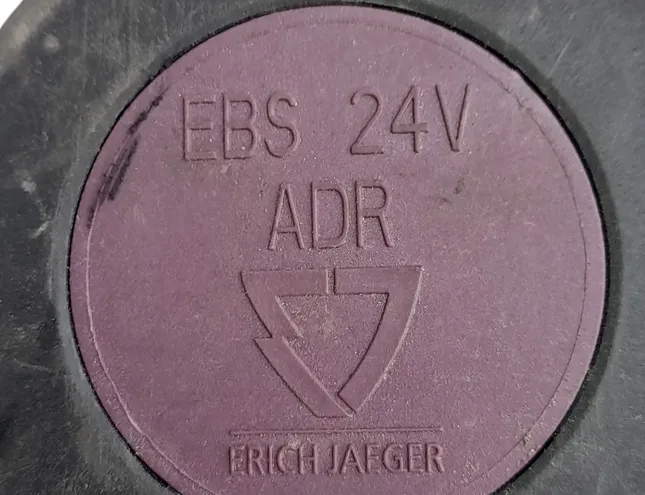 EBS 24V
ADR
ERICH JAEGER